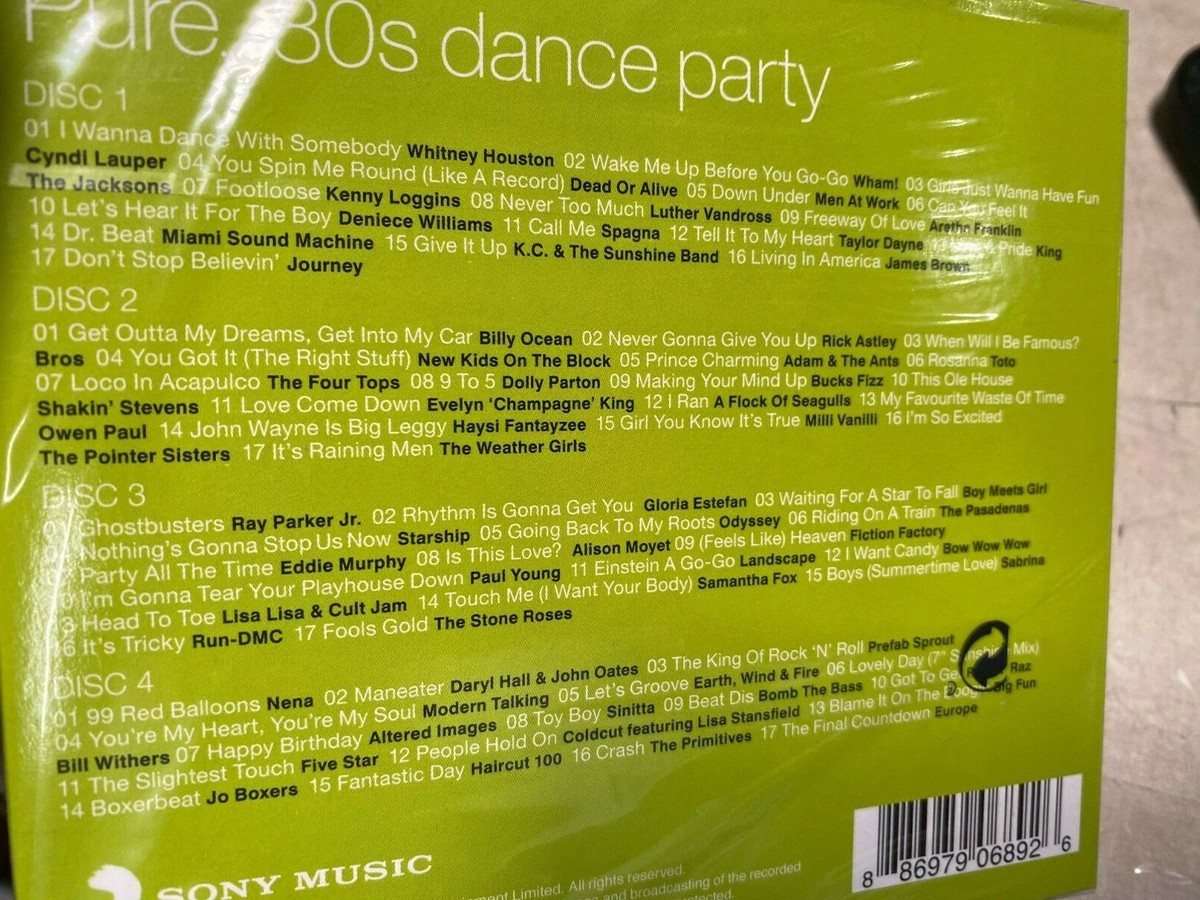 Pure... 80s dance party
DISC 1
01 I Wanna Dance With Somebody Whitney Houston 02 Wake Me Up Before You Go-Go Wham! 03 Girls Just Wanna Have Fun
Cyndi Lauper 04 You Spin Me Round (Like A Record) Dead Or Alive 05 Down Under Men At Work 06 Can You Feel It
The Jacksons 07 Footloose Kenny Loggins 08 Never Too Much Luther Vandross 09 Freeway Of Love Aretha Franklin
10 Let's Hear It For The Boy Deniece Williams 11 Call Me Spagna 12 Tell It To My Heart Taylor Dayne 13 & Pride King
14 Dr. Beat Miami Sound Machine 15 Give It Up K.C. & The Sunshine Band 16 Living In America James Brown
17 Don't Stop Believin' Journey
DISC 2
01 Get Outta My Dreams, Get Into My Car Billy Ocean 02 Never Gonna Give You Up Rick Astley 03 When Will I Be Famous?
Bros 04 You Got It (The Right Stuff) New Kids On The Block 05 Prince Charming Adam & The Ants 06 Rosanna Toto
07 Loco In Acapulco The Four Tops 08 9 To 5 Dolly Parton 09 Making Your Mind Up Bucks Fizz 10 This Ole House
Shakin' Stevens 11 Love Come Down Evelyn 'Champagne' King 12 I Ran A Flock Of Seagulls 13 My Favourite Waste Of Time
Owen Paul 14 John Wayne Is Big Leggy Haysi Fantayzee 15 Girl You Know It's True Milli Vanilli 16 I'm So Excited
The Pointer Sisters 17 It's Raining Men The Weather Girls
DISC 3
01 Ghostbusters Ray Parker Jr. 02 Rhythm Is Gonna Get You Gloria Estefan 03 Waiting For A Star To Fall Boy Meets Girl
Nothing's Gonna Stop Us Now Starship 05 Going Back To My Roots Odyssey 06 Riding On A Train The Pasadenas
Party All The Time Eddie Murphy 08 Is This Love? Alison Moyet 09 (Feels Like) Heaven Fiction Factory
I'm Gonna Tear Your Playhouse Down Paul Young 11 Einstein A Go-Go Landscape 12 I Want Candy Bow Wow Wow
13 Head To Toe Lisa Lisa & Cult Jam 14 Touch Me (I Want Your Body) Samantha Fox 15 Boys (Summertime Love) Sabrina
16 It's Tricky Run-DMC 17 Fools Gold The Stone Roses
DISC 4
01 99 Red Balloons Nena 02 Maneater Daryl Hall & John Oates 03 The King Of Rock 'N' Roll Prefab Sprout
04 You're My Heart, You're My Soul Modern Talking 05 Let's Groove Earth, Wind & Fire 06 Lovely Day (7" Sunshine Mix)
Bill Withers 07 Happy Birthday Altered Images 08 Toy Boy Sinitta 09 Beat Dis Bomb The Bass 10 Got To Get Raz
11 The Slightest Touch Five Star 12 People Hold On Coldcut featuring Lisa Stansfield 13 Blame It On The Boogie Big Fun
14 Boxerbeat Jo Boxers 15 Fantastic Day Haircut 100 16 Crash The Primitives 17 The Final Countdown Europe
SONY MUSIC
Limited. All rights reserved.
and broadcasting of the recorded
8 86979 06892 6